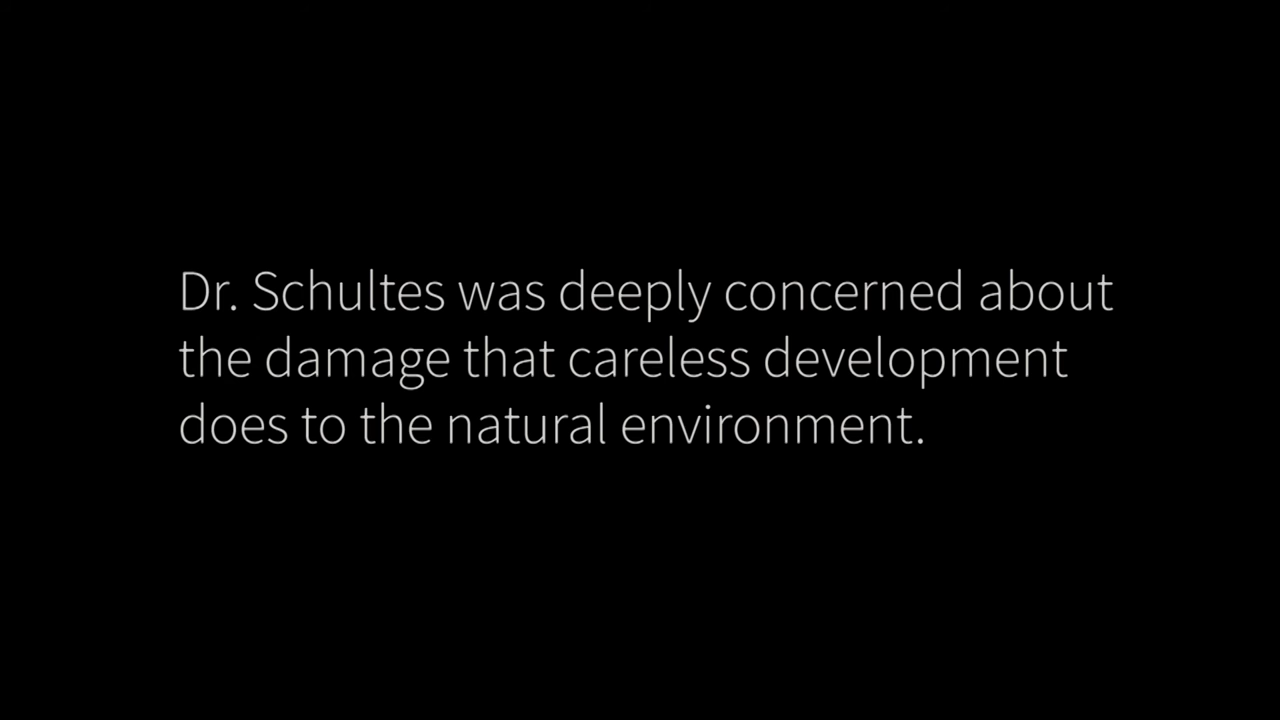 Dr. Schultes was deeply concerned about
the damage that careless development
does to the natural environment.